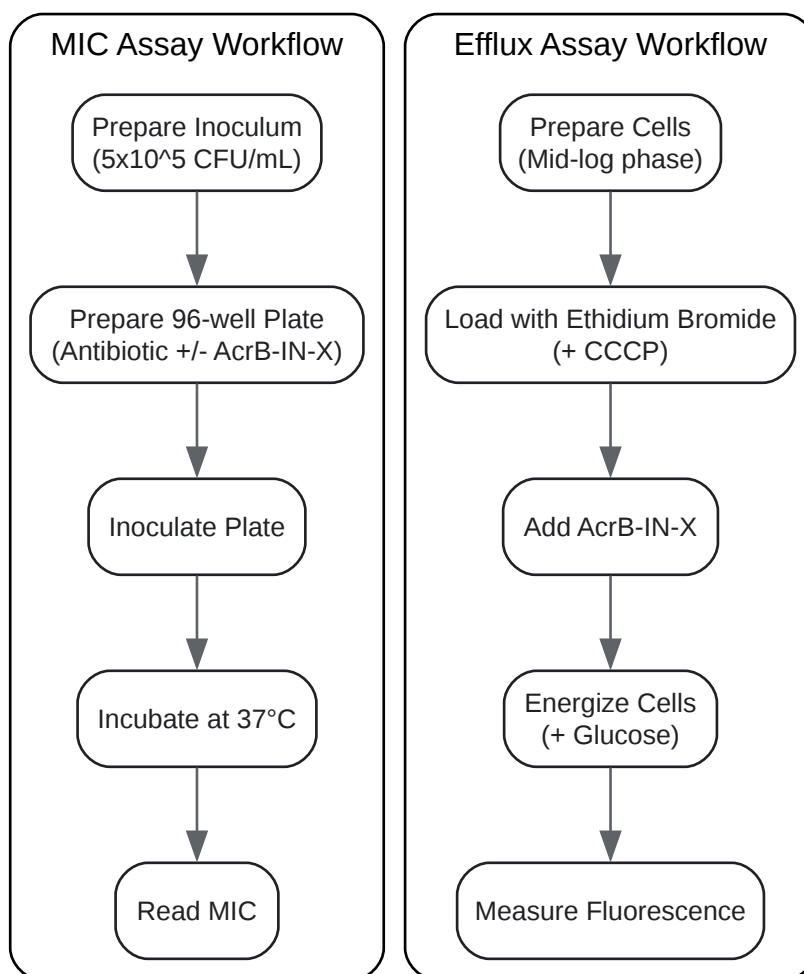 MIC Assay Workflow
Prepare Inoculum
(5x10^5 CFU/mL)
Prepare 96-well Plate
(Antibiotic +/- AcrB-IN-X)
Inoculate Plate
Incubate at 37°C
Read MIC
Efflux Assay Workflow
Prepare Cells
(Mid-log phase)
Load with Ethidium Bromide
(+ CCCP)
Add AcrB-IN-X
Energize Cells
(+ Glucose)
Measure Fluorescence